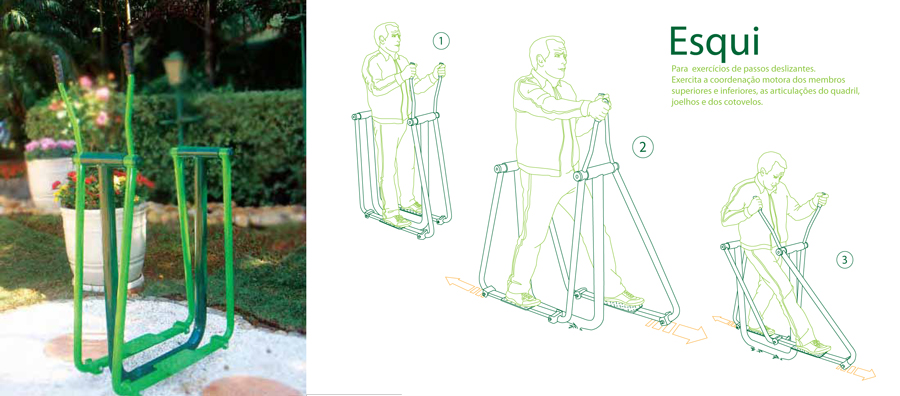 Esqui
Para exercícios de passos deslizantes.
Exercita a coordenação motora dos membros
superiores e inferiores, as articulações do quadril,
joelhos e dos cotovelos.
1
2
3